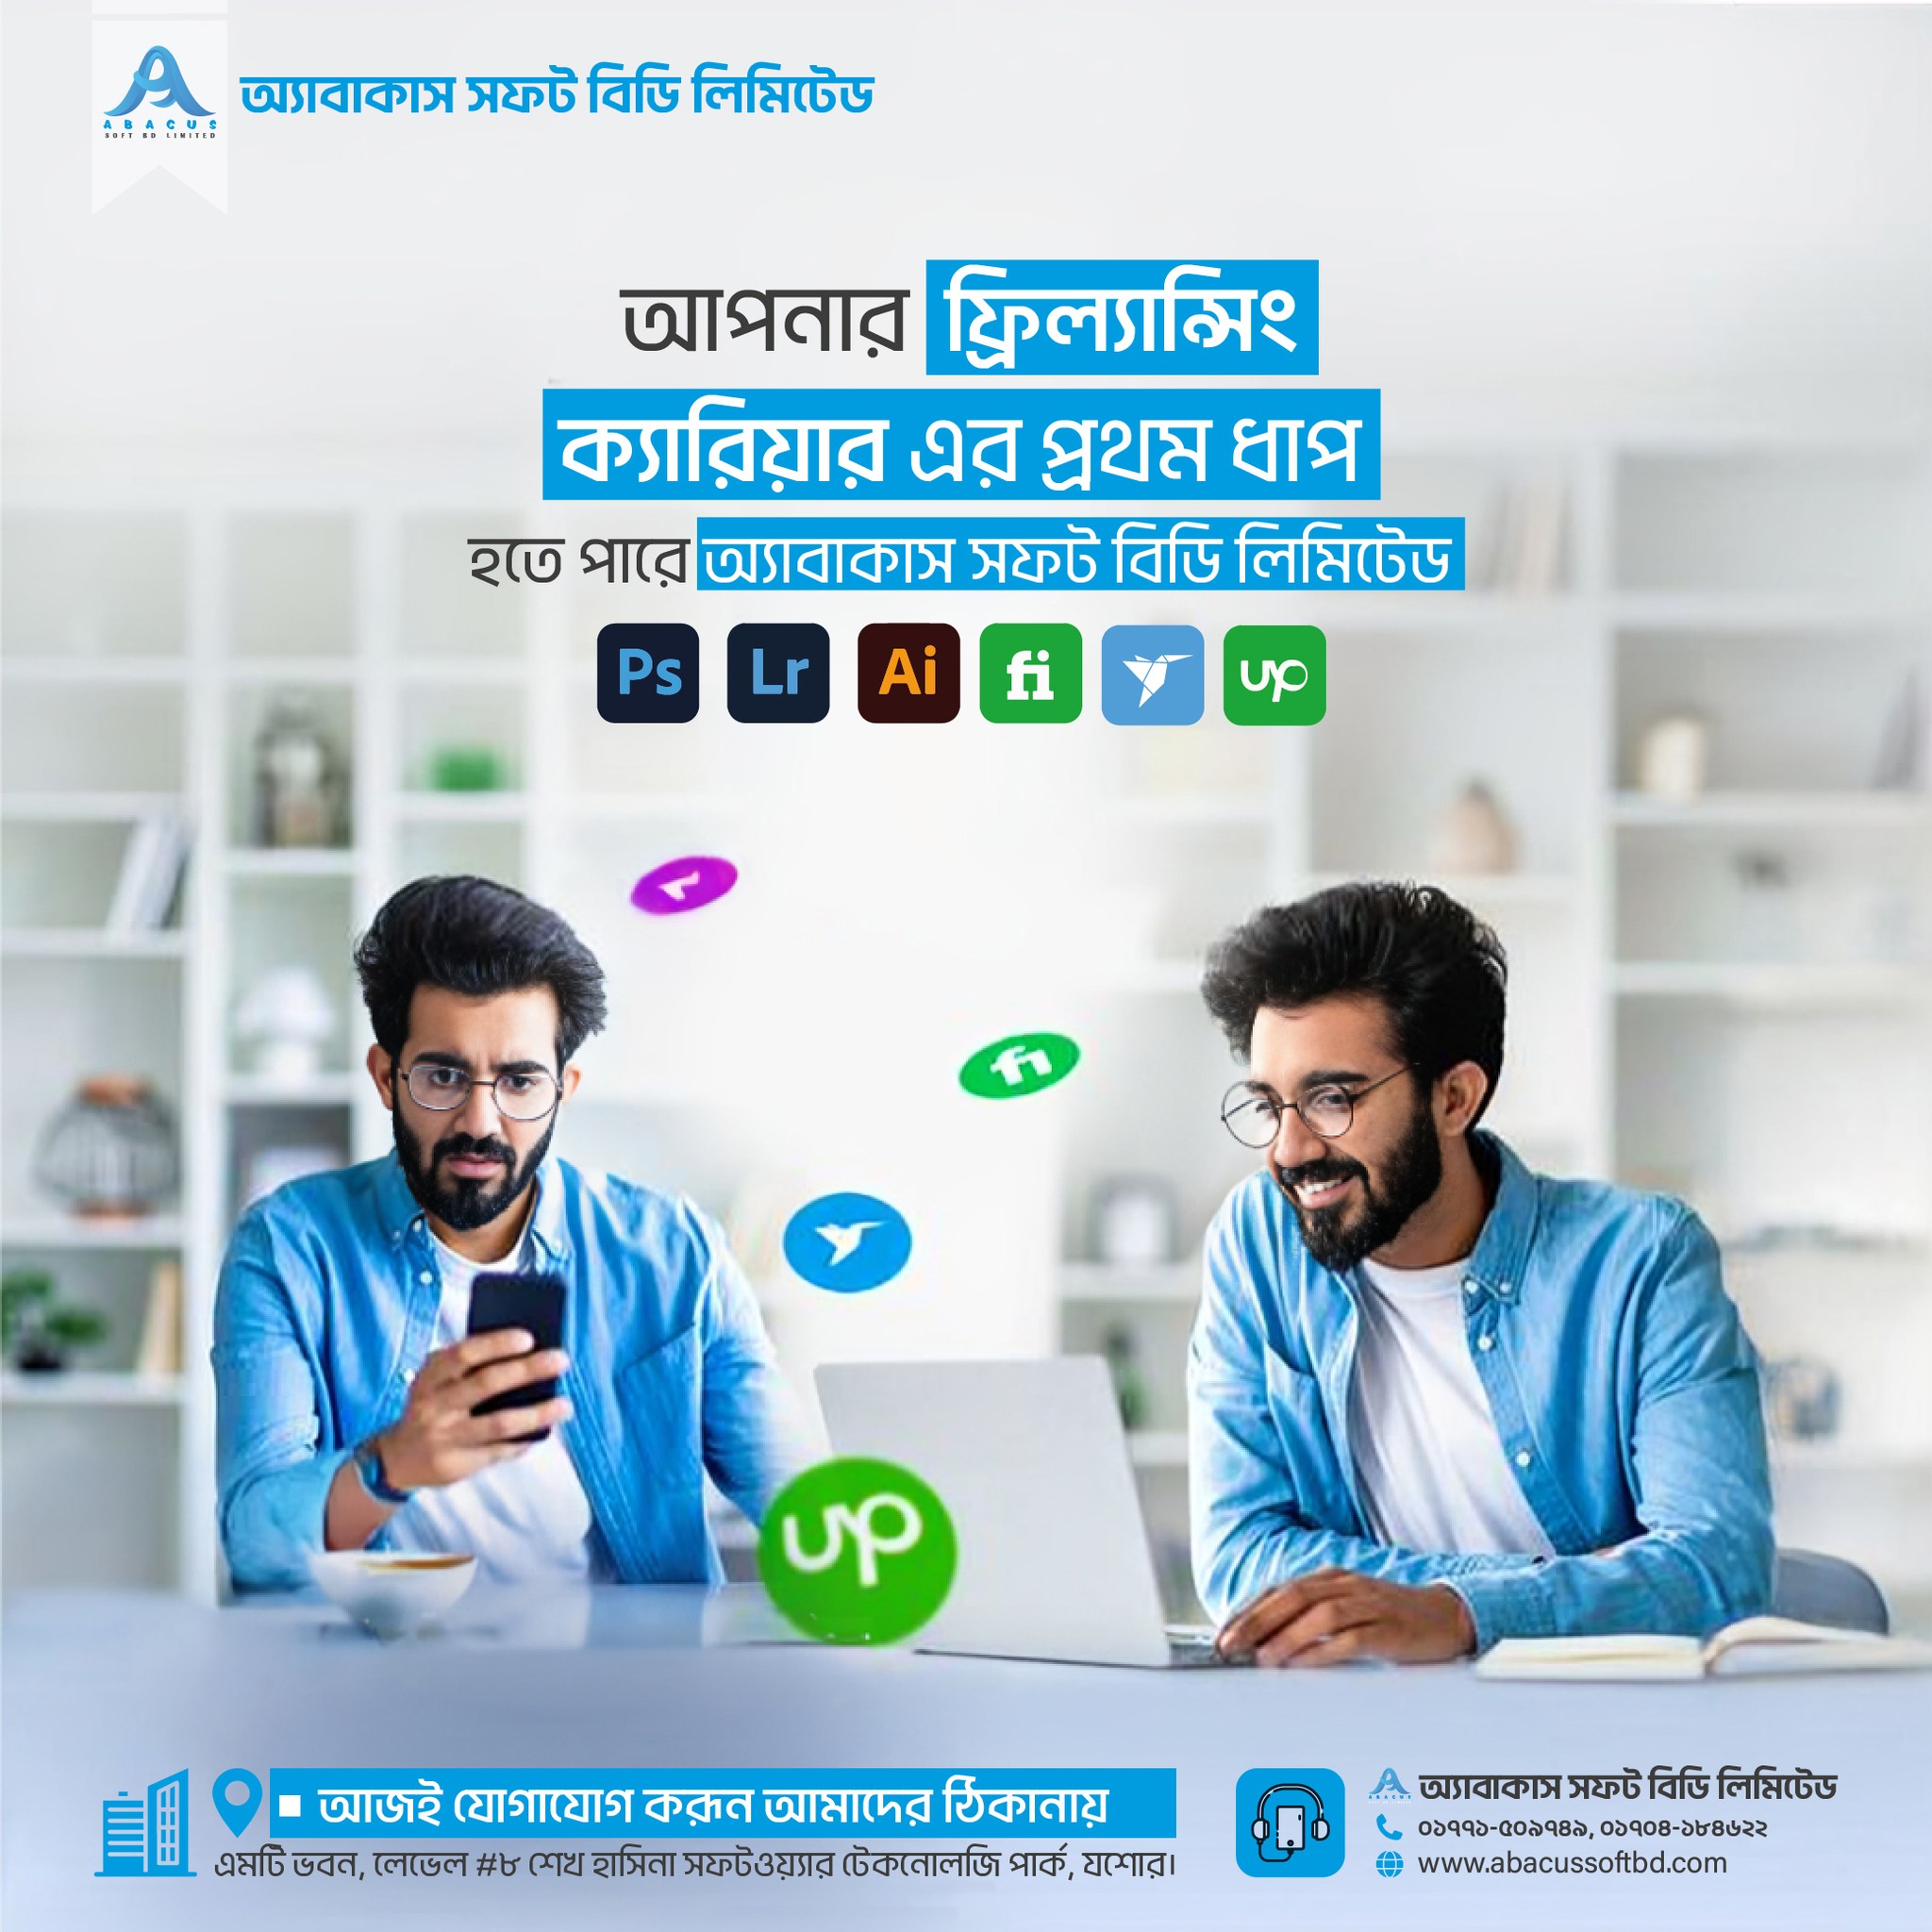 ABACUS
SOFT BD LIMITED
অ্যাবাকাস সফট বিডি লিমিটেড
আপনার ফ্রিল্যান্সিং
ক্যারিয়ার এর প্রথম ধাপ
হতে পারে অ্যাবাকাস সফট বিডি লিমিটেড
Ps Lr Ai fi up
fi
up
আজই যোগাযোগ করুন আমাদের ঠিকানায়
এমটি ভবন, লেভেল #৮ শেখ হাসিনা সফটওয়্যার টেকনোলজি পার্ক, যশোর।
ABACUS
অ্যাবাকাস সফট বিডি লিমিটেড
০১৭৭১-৫০৯৭৪৯, ০১৭০৪-১৮৪৬২২
www.abacussoftbd.com